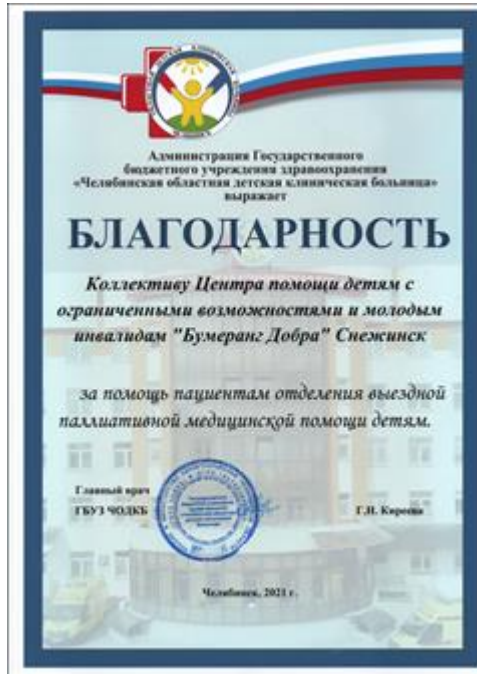 Администрация Государственного
бюджетного учреждения здравоохранения
«Челябинская областная детская клиническая больница»
выражает
БЛАГОДАРНОСТЬ
Коллективу Центра помощи детям с
ограниченными возможностями и молодым
инвалидам "Бумеранг Добра" Снежинск
за помощь пациентам отделения выездной
паллиативной медицинской помощи детям.
Главный врач
ГБУЗ ЧОДКБ
Г.Н. Киреева
Челябинск, 2021 г.